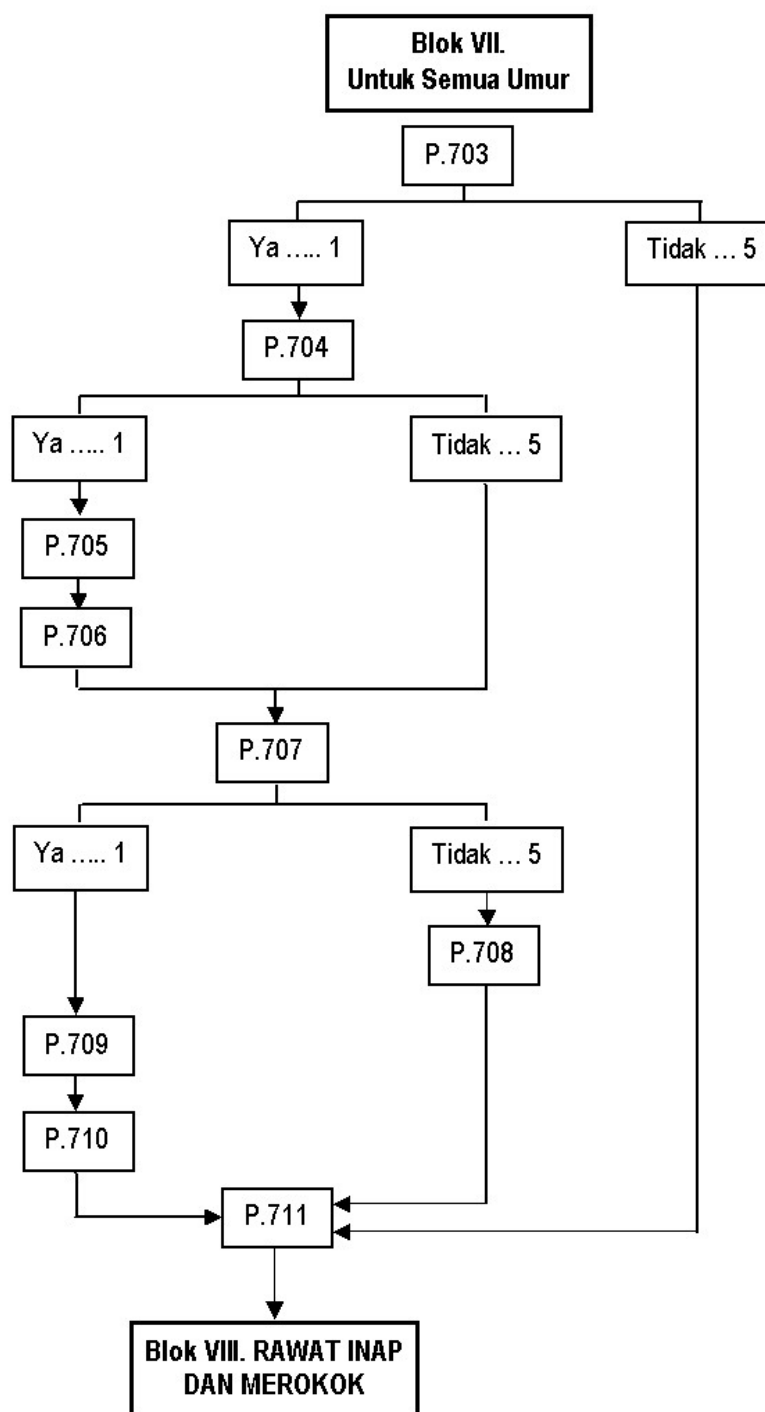 Blok VII.
Untuk Semua Umur
P.703
Ya ..... 1
Tidak ... 5
P.704
Ya ..... 1
Tidak ... 5
P.705
P.706
P.707
Ya ..... 1
Tidak ... 5
P.708
P.709
P.710
P.711
Blok VIII. RAWAT INAP
DAN MEROKOK